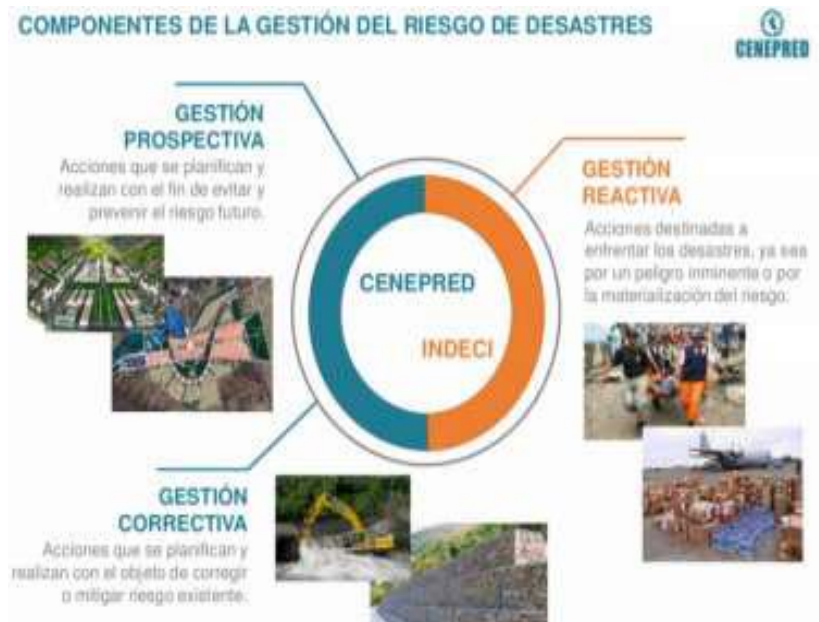 COMPONENTES DE LA GESTIÓN DEL RIESGO DE DESASTRES
CENEPRED
GESTIÓN
PROSPECTIVA
Acciones que se planifican y
realizan con el fin de evitar y
prevenir el riesgo futuro.
GESTIÓN
REACTIVA
Acciones destinadas a
enfrentar los desastres, ya sea
por un peligro inminente o por
la materialización del riesgo.
CENEPRED
INDECI
GESTIÓN
CORRECTIVA
Acciones que se planifican y
realizan con el objeto de corregir
o mitigar riesgo existente.